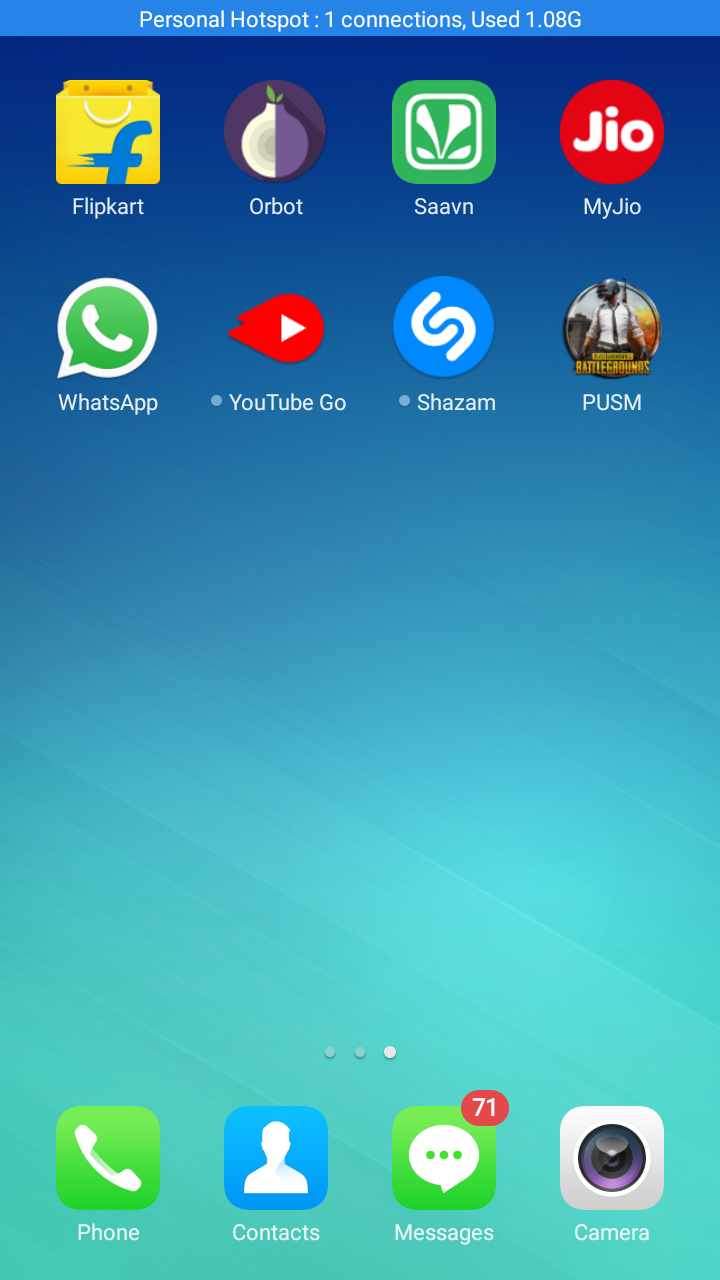 Personal Hotspot : 1 connections, Used 1.08G
Jio
BATTLEGROUNDS
Flipkart Orbot Saavn MyJio
WhatsApp YouTube Go Shazam PUSM
71
Phone Contacts Messages Camera